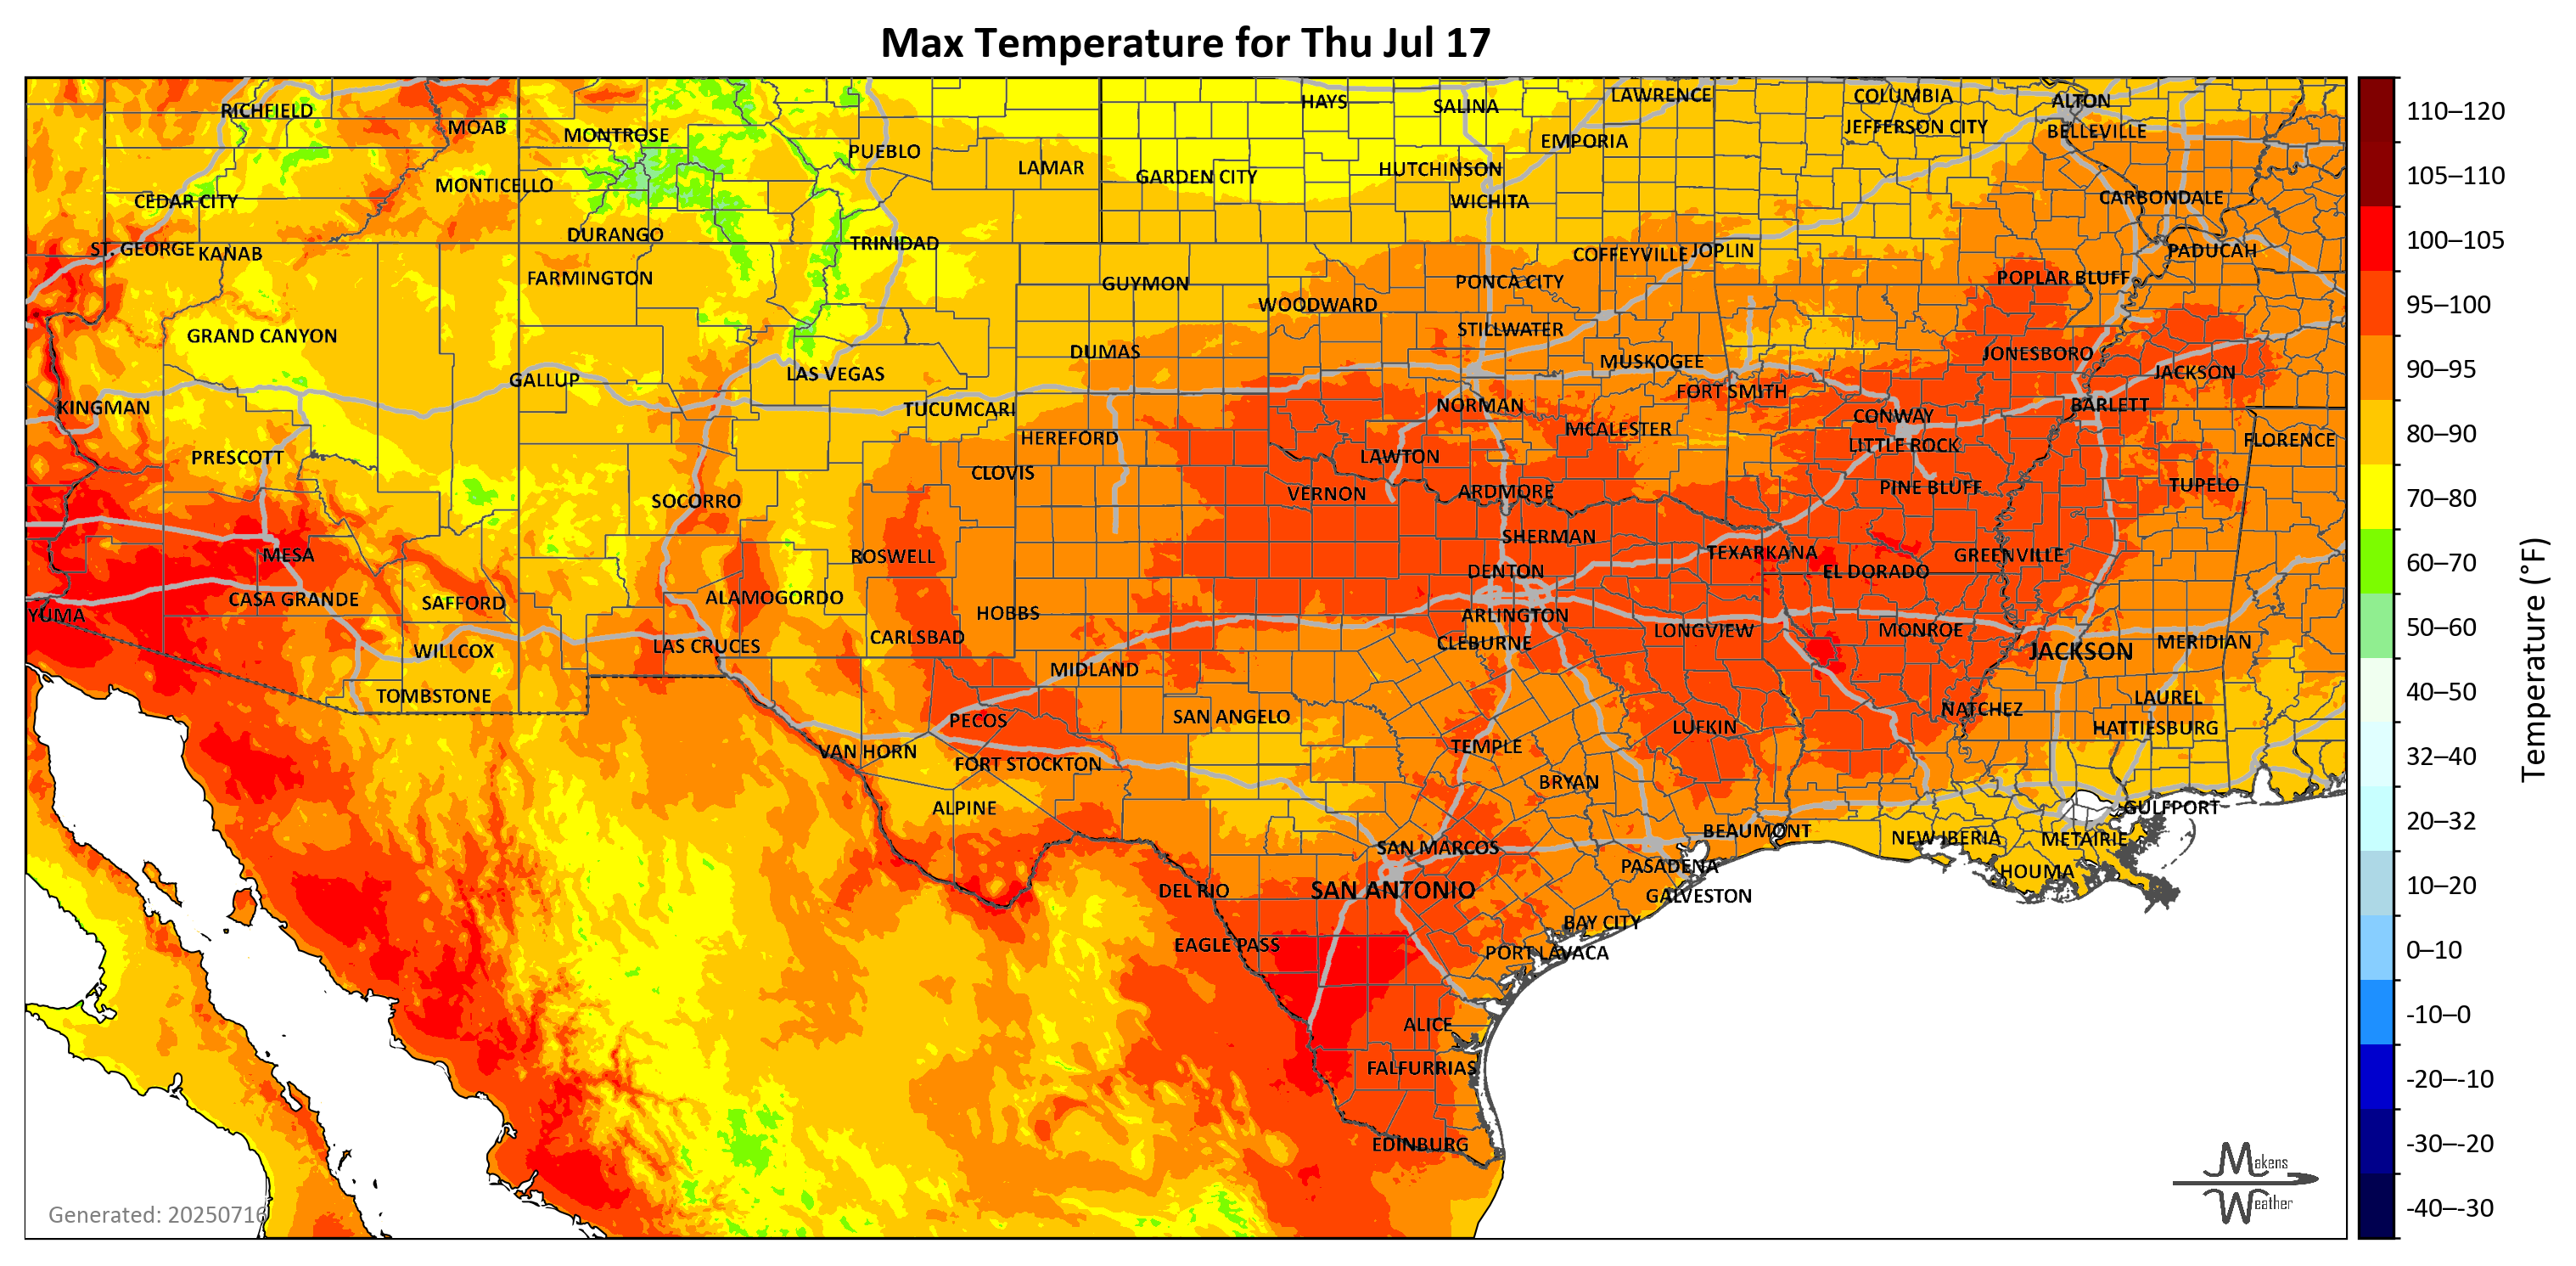 Max Temperature for Thu Jul 17
HAYS
SALINA
LAWRENCE
COLUMBIA
ALTON
RICHFIELD
MOAB
MONTROSE
EMPORIA
JEFFERSON CITY
BELLEVILLE
PUEBLO
LAMAR
GARDEN CITY
HUTCHINSON
MONTICELLO
CEDAR CITY
WICHITA
CARBONDALE
DURANGO
TRINIDAD
ST. GEORGE
KANAB
COFFEYVILLE
JOPLIN
PADUCAH
FARMINGTON
GUYMON
PONCA CITY
POPLAR BLUFF
WOODWARD
GRAND CANYON
STILLWATER
DUMAS
MUSKOGEE
JONESBORO
GALLUP
LAS VEGAS
JACKSON
FORT SMITH
KINGMAN
TUCUMCARI
NORMAN
CONWAY
BARLETT
HEREFORD
MCALESTER
LITTLE ROCK
FLORENCE
PRESCOTT
CLOVIS
LAWTON
SOCORRO
VERNON
ARDMORE
PINE BLUFF
TUPELO
SHERMAN
MESA
ROSWELL
TEXARKANA
GREENVILLE
DENTON
EL DORADO
CASA GRANDE
SAFFORD
ALAMOGORDO
YUMA
HOBBS
ARLINGTON
LAS CRUCES
CARLSBAD
CLEBURNE
LONGVIEW
MONROE
WILLCOX
MIDLAND
JACKSON
MERIDIAN
TOMBSTONE
PECOS
SAN ANGELO
LUFKIN
NATCHEZ
LAUREL
HATTIESBURG
VAN HORN
FORT STOCKTON
TEMPLE
BRYAN
ALPINE
GULFPORT
BEAUMONT
NEW IBERIA
METAIRIE
SAN MARCOS
PASADENA
HOUMA
DEL RIO
SAN ANTONIO
GALVESTON
BAY CITY
EAGLE PASS
PORT LAVACA
ALICE
FALFURRIAS
EDINBURG
Generated: 20250716
Makens
Weather
110–120
105–110
100–105
95–100
90–95
80–90
70–80
60–70
50–60
40–50
32–40
20–32
10–20
0–10
-10–0
-20–-10
-30–-20
-40–-30
Temperature (°F)